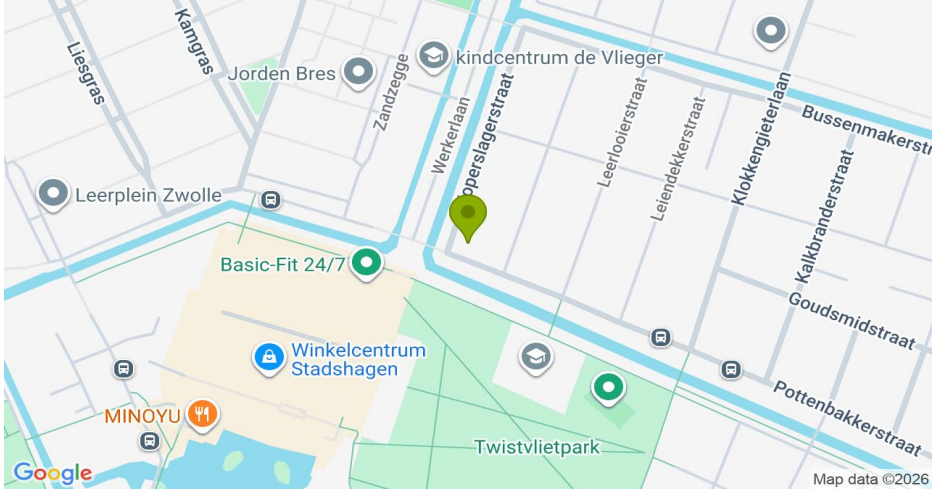 Liesgras
Kamgras
Jorden Bres
Zandzegge
kindcentrum de Vlieger
Werkerlaan
operslagerstraat
Leerlooierstraat
Leiendekkerstraat
Klokkengieterlaan
Bussenmakerstr
Kalkbranderstraat
Leerplein Zwolle
Basic-Fit 24/7
Goudsmidstraat
Winkelcentrum
Stadshagen
MINOYU
Pottenbakkerstraat
Twistvlietpark
Google
Map data ©2026